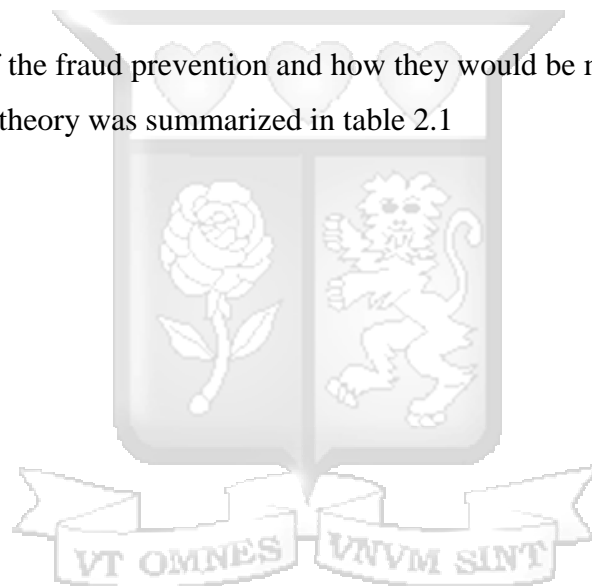 f the fraud prevention and how they would be
theory was summarized in table 2.1
VT OMNES VNVM SINT